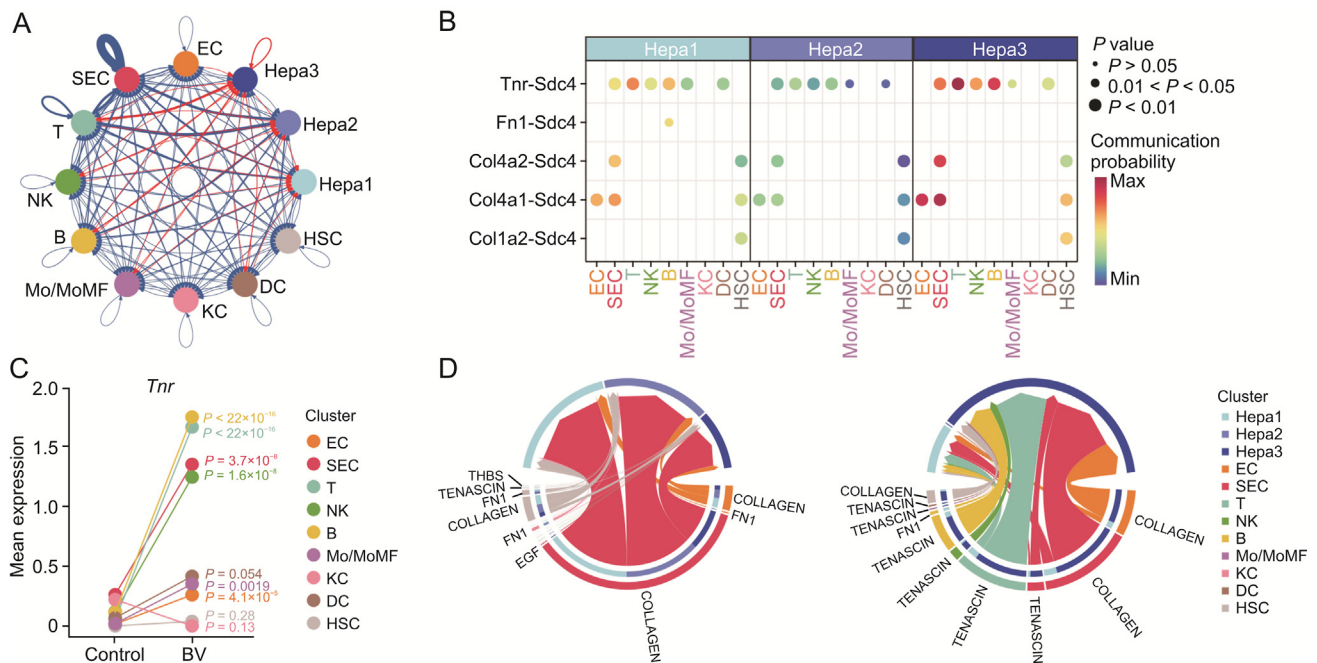 A
EC
Hepa3
Hepa2
Hepa1
HSC
DC
KC
Mo/MoMF
B
NK
T
SEC
B
Hepa1
Hepa2
Hepa3
Tnr-Sdc4
Fn1-Sdc4
Col4a2-Sdc4
Col4a1-Sdc4
Col1a2-Sdc4
EC
SEC
T
NK
B
Mo/MoMF
KC
DC
HSC
EC
SEC
T
NK
B
Mo/MoMF
KC
DC
HSC
EC
SEC
T
NK
B
Mo/MoMF
KC
DC
HSC
P value
P > 0.05
0.01 < P < 0.05
P < 0.01
Communication
probability
Max
Min
C
Tnr
Mean expression
2.0
1.5
1.0
0.5
0
Control
BV
P < 22×10⁻¹⁶
P < 22×10⁻¹⁶
P = 3.7×10⁻⁸
P = 1.6×10⁻⁸
P = 0.054
P = 0.0019
P = 4.1×10⁻⁵
P = 0.28
P = 0.13
Cluster
EC
SEC
T
NK
B
Mo/MoMF
KC
DC
HSC
D
THBS
TENASCIN
FN1
COLLAGEN
FN1
EGF
COLLAGEN
FN1
COLLAGEN
COLLAGEN
TENASCIN
TENASCIN
FN1
TENASCIN
TENASCIN
TENASCIN
TENASCIN
COLLAGEN
COLLAGEN
Cluster
Hepa1
Hepa2
Hepa3
EC
SEC
T
NK
B
Mo/MoMF
KC
DC
HSC